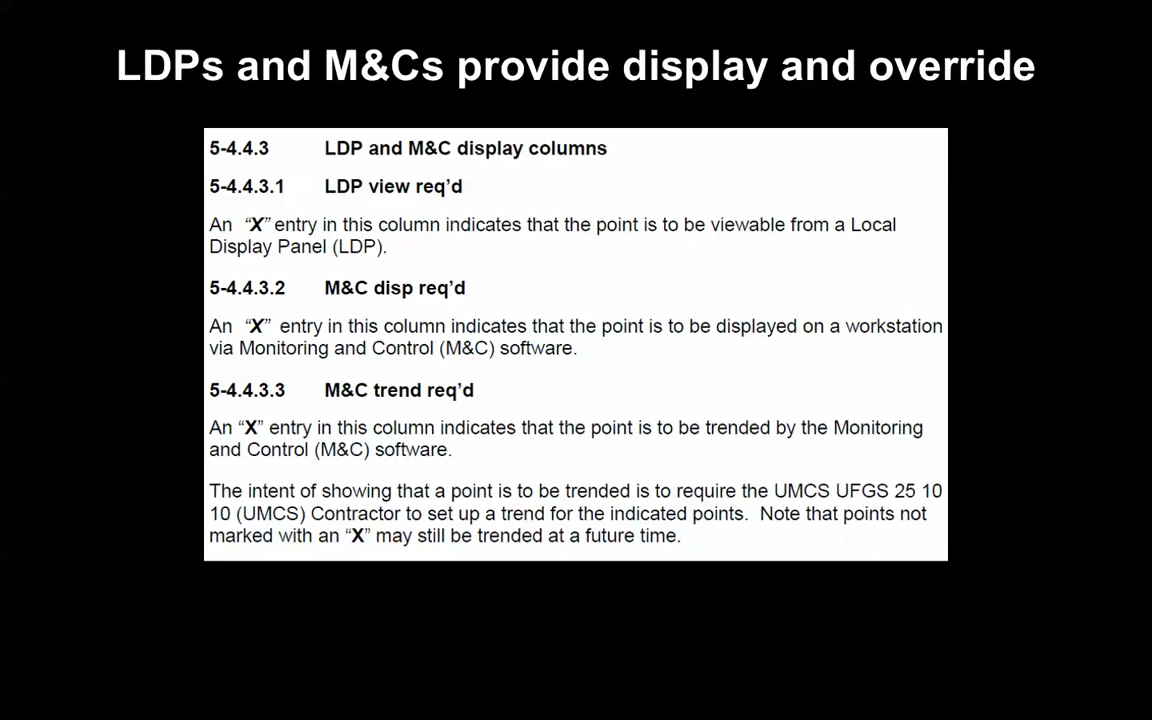 LDPs and M&Cs provide display and override
5-4.4.3 LDP and M&C display columns
5-4.4.3.1 LDP view req'd
An “X” entry in this column indicates that the point is to be viewable from a Local
Display Panel (LDP).
5-4.4.3.2 M&C disp req'd
An “X” entry in this column indicates that the point is to be displayed on a workstation
via Monitoring and Control (M&C) software.
5-4.4.3.3 M&C trend req'd
An “X” entry in this column indicates that the point is to be trended by the Monitoring
and Control (M&C) software.
The intent of showing that a point is to be trended is to require the UMCS UFGS 25 10
10 (UMCS) Contractor to set up a trend for the indicated points.  Note that points not
marked with an “X” may still be trended at a future time.